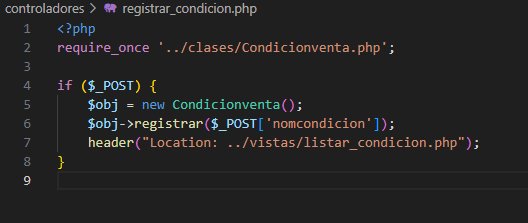 controladores > registrar_condicion.php
1 <?php
2 require_once '../clases/Condicionventa.php';
3
4 if ($_POST) {
5     $obj = new Condicionventa();
6     $obj->registrar($_POST['nomcondicion']);
7     header("Location: ../vistas/listar_condicion.php");
8 }
9